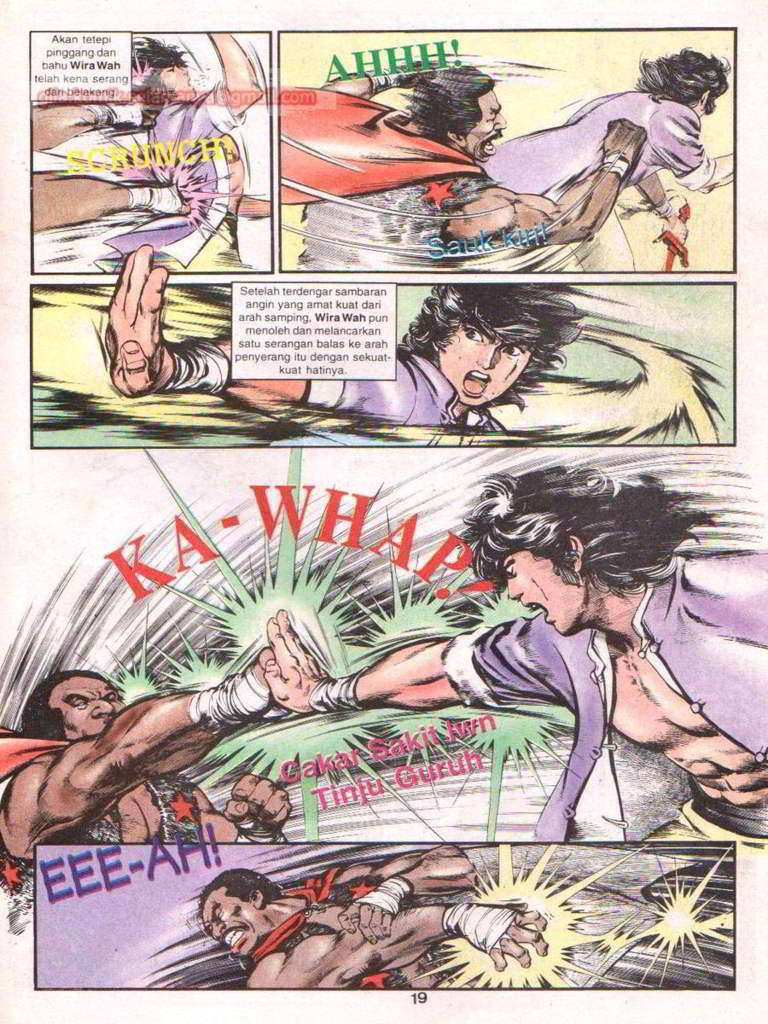 Akan tetepi
pinggang dan
bahu Wira Wah
telah kena serang
dari belakang.
SCRUNCH!
AHHH!
Sauk kiri!
Setelah terdengar sambaran
angin yang amat kuat dari
arah samping, Wira Wah pun
menoleh dan melancarkan
satu serangan balas ke arah
penyerang itu dengan sekuat-
kuat hatinya.
KA-WHAP!
Cakar Sakit lwn
Tinju Guruh
EEE-AH!
19